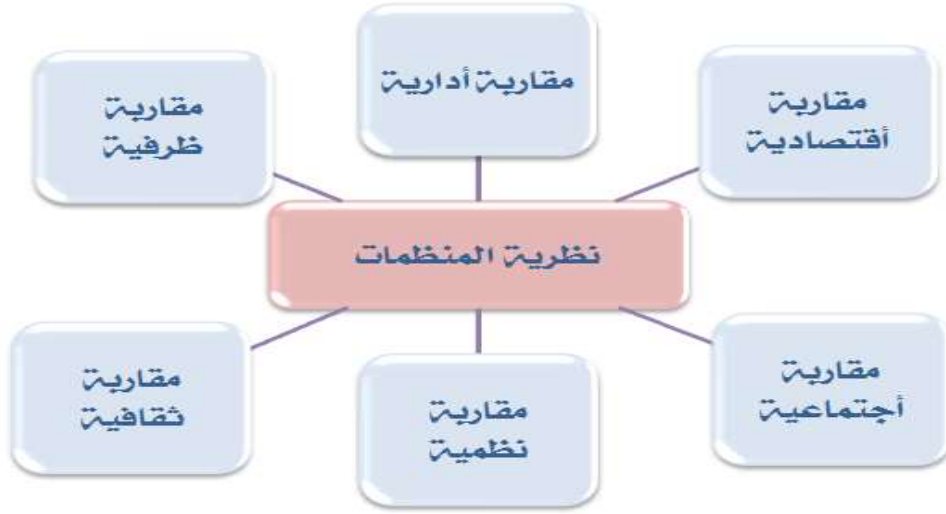 مقاربة
أقتصادية
مقاربة أدارية
مقاربة
ظرفية
نظرية المنظمات
مقاربة
أجتماعية
مقاربة
نظمية
مقاربة
ثقافية